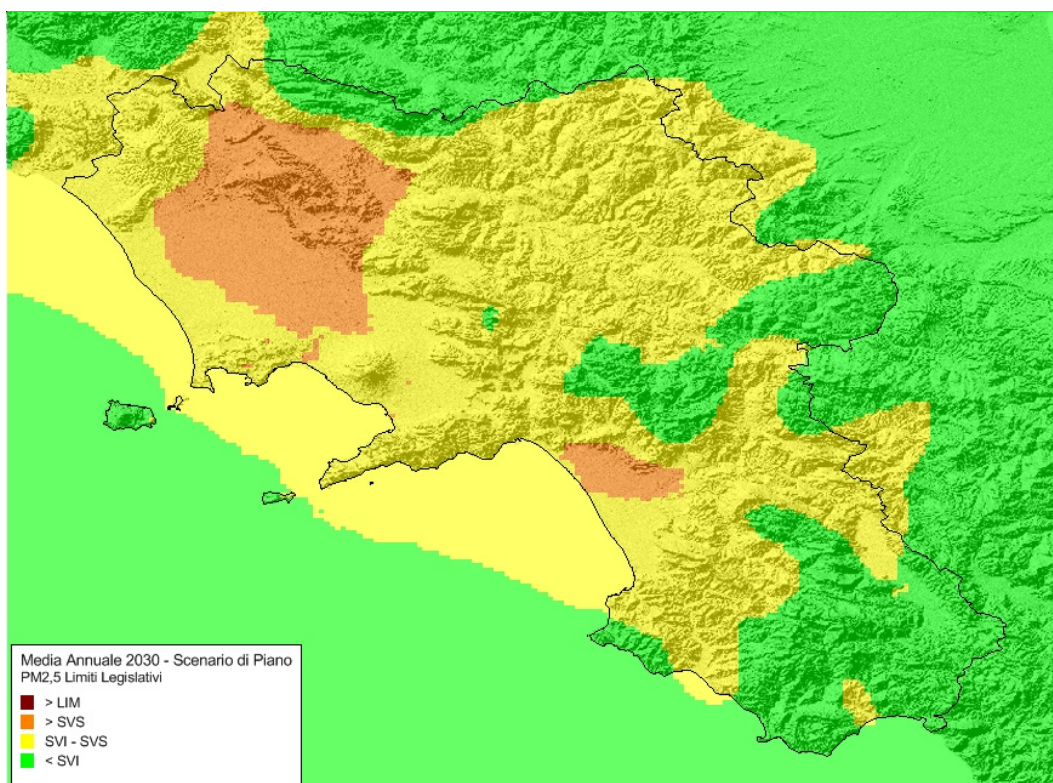 Media Annuale 2030 - Scenario di Piano
PM2,5 Limiti Legislativi
> LIM
> SVS
SVI - SVS
< SVI